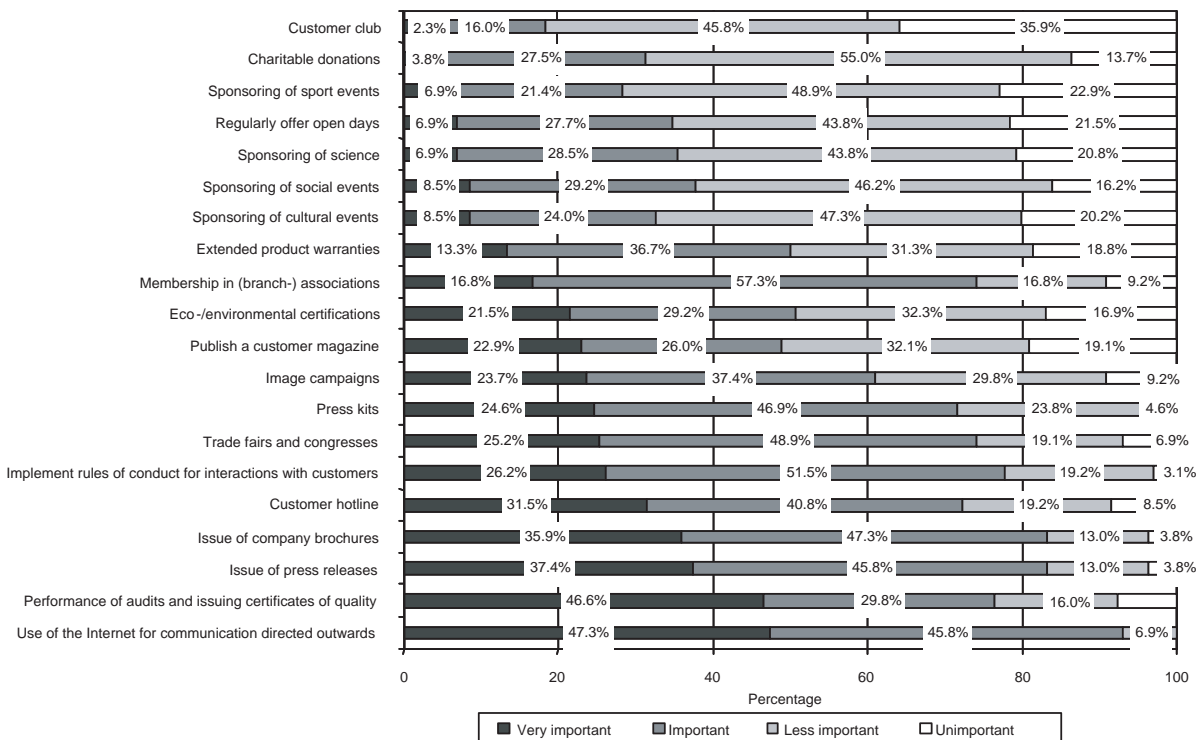 Customer club 2.3% 16.0% 45.8% 35.9%
Charitable donations 3.8% 27.5% 55.0% 13.7%
Sponsoring of sport events 6.9% 21.4% 48.9% 22.9%
Regularly offer open days 6.9% 27.7% 43.8% 21.5%
Sponsoring of science 6.9% 28.5% 43.8% 20.8%
Sponsoring of social events 8.5% 29.2% 46.2% 16.2%
Sponsoring of cultural events 8.5% 24.0% 47.3% 20.2%
Extended product warranties 13.3% 36.7% 31.3% 18.8%
Membership in (branch-) associations 16.8% 57.3% 16.8% 9.2%
Eco-/environmental certifications 21.5% 29.2% 32.3% 16.9%
Publish a customer magazine 22.9% 26.0% 32.1% 19.1%
Image campaigns 23.7% 37.4% 29.8% 9.2%
Press kits 24.6% 46.9% 23.8% 4.6%
Trade fairs and congresses 25.2% 48.9% 19.1% 6.9%
Implement rules of conduct for interactions with customers 26.2% 51.5% 19.2% 3.1%
Customer hotline 31.5% 40.8% 19.2% 8.5%
Issue of company brochures 35.9% 47.3% 13.0% 3.8%
Issue of press releases 37.4% 45.8% 13.0% 3.8%
Performance of audits and issuing certificates of quality 46.6% 29.8% 16.0%
Use of the Internet for communication directed outwards 47.3% 45.8% 6.9%
0 20 40 60 80 100
Percentage
Very important Important Less important Unimportant